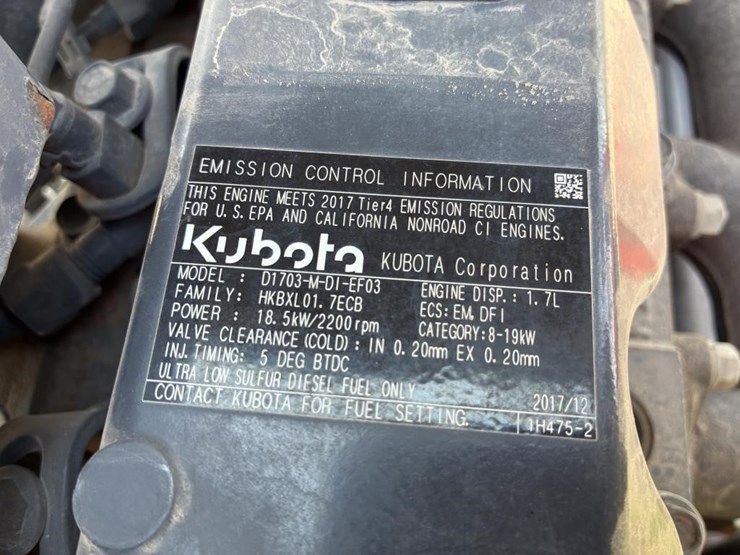 EMISSION CONTROL INFORMATION
THIS ENGINE MEETS 2017 Tier4 EMISSION REGULATIONS
FOR U.S. EPA AND CALIFORNIA NONROAD CI ENGINES.
Kubota KUBOTA Corporation
MODEL : D1703-M-DI-EF03 ENGINE DISP.: 1.7L
FAMILY: HKBXL01.7ECB ECS: EM, DFI
POWER : 18.5kW/2200rpm CATEGORY:8-19kW
VALVE CLEARANCE (COLD) : IN 0.20mm EX 0.20mm
INJ. TIMING: 5 DEG BTDC
ULTRA LOW SULFUR DIESEL FUEL ONLY 2017/12
CONTACT KUBOTA FOR FUEL SETTING. 1H475-2